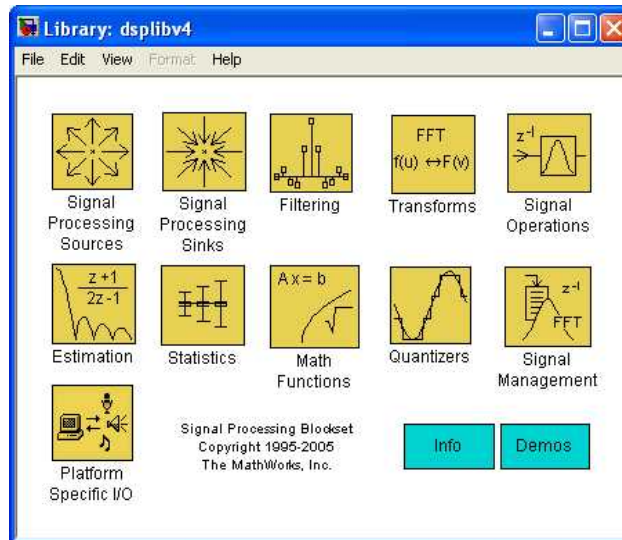 Library: dsplibv4
File Edit View Format Help
FFT
f(u) ↔F(v)
z-1
Signal
Processing
Sources
Signal
Processing
Sinks
Filtering
Transforms
Signal
Operations
z+1
2z-1
Ax = b
z-1
FFT
Estimation
Statistics
Math
Functions
Quantizers
Signal
Management
Platform
Specific I/O
Signal Processing Blockset
Copyright 1995-2005
The MathWorks, Inc.
Info
Demos